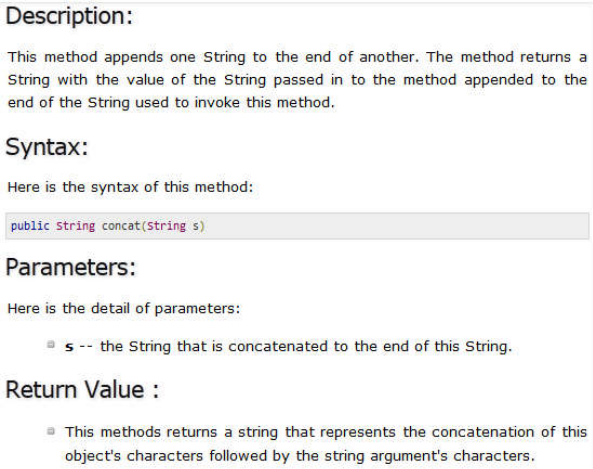 Description:
This method appends one String to the end of another. The method returns a
String with the value of the String passed in to the method appended to the
end of the String used to invoke this method.
Syntax:
Here is the syntax of this method:
public String concat(String s)
Parameters:
Here is the detail of parameters:
s -- the String that is concatenated to the end of this String.
Return Value :
This methods returns a string that represents the concatenation of this
object's characters followed by the string argument's characters.